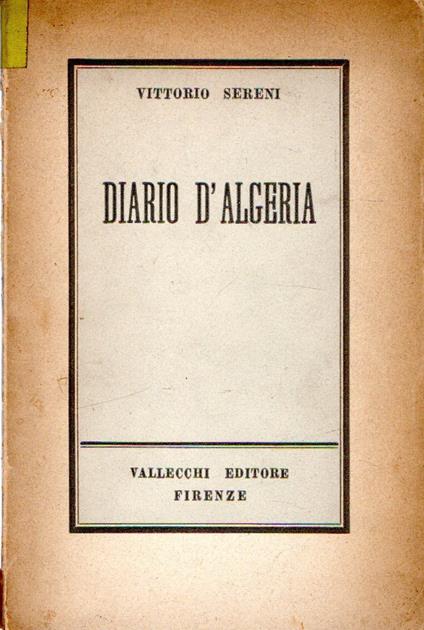 VITTORIO SERENI
DIARIO D'ALGERIA
VALLECCHI EDITORE
FIRENZE